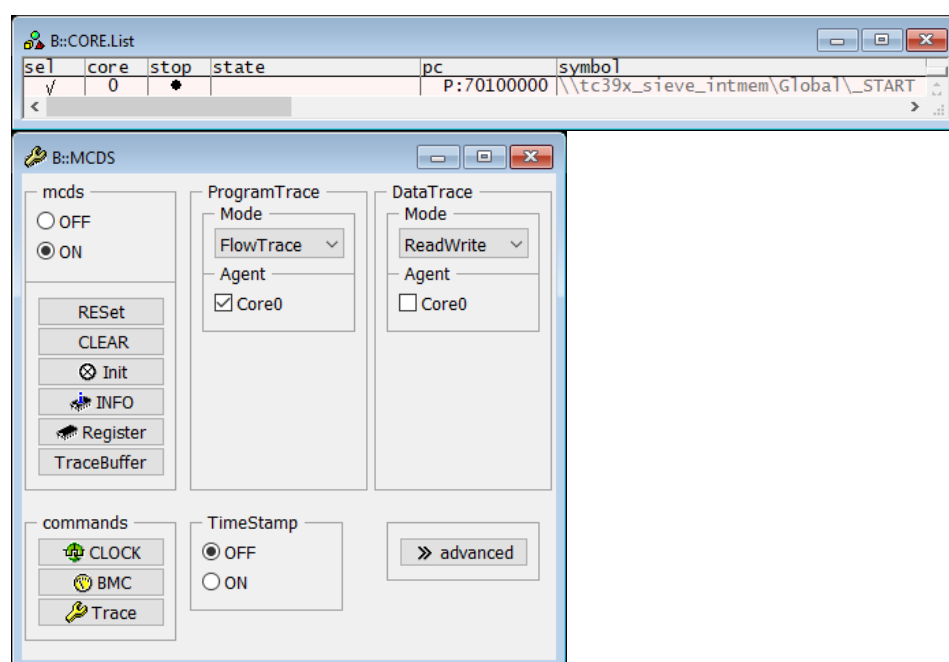 B::CORE.List
sel core stop state pc symbol
√ 0 P:70100000 \\tc39x_sieve_intmem\Global\_START
B::MCDS
mcds
OFF
ON
RESet
CLEAR
Init
INFO
Register
TraceBuffer
ProgramTrace
Mode
FlowTrace
Agent
Core0
DataTrace
Mode
ReadWrite
Agent
Core0
commands
CLOCK
BMC
Trace
TimeStamp
OFF
ON
advanced